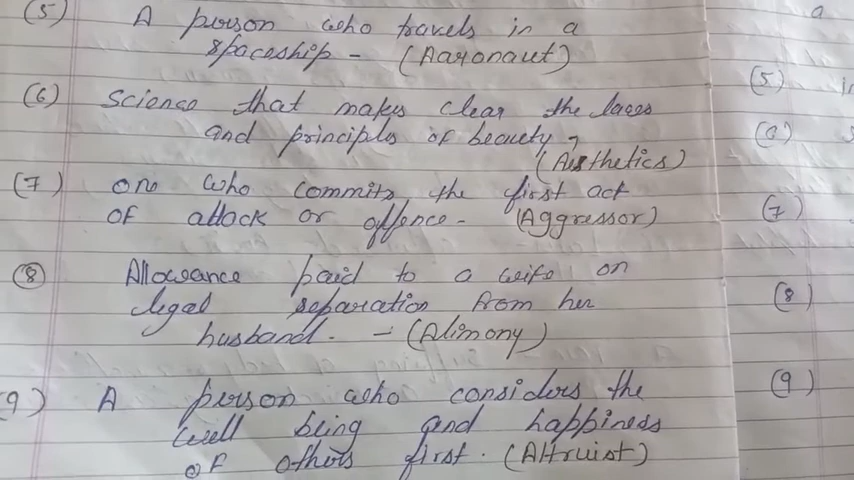 (5) A person who travels in a
spaceship - (Aaronaut)
(6) Science that makes clear the laws
and principles of beauty,
(Aisthetics)
(7) one who commits the first act
of attack or offence - (Aggressor)
(8) Allowance paid to a wife on
legal separation from her
husband. - (Alimony)
(9) A person who considers the
well being and happiness
of others first. (Altruist)
a
(5) i
(a) s
(7)
(8)
(9)